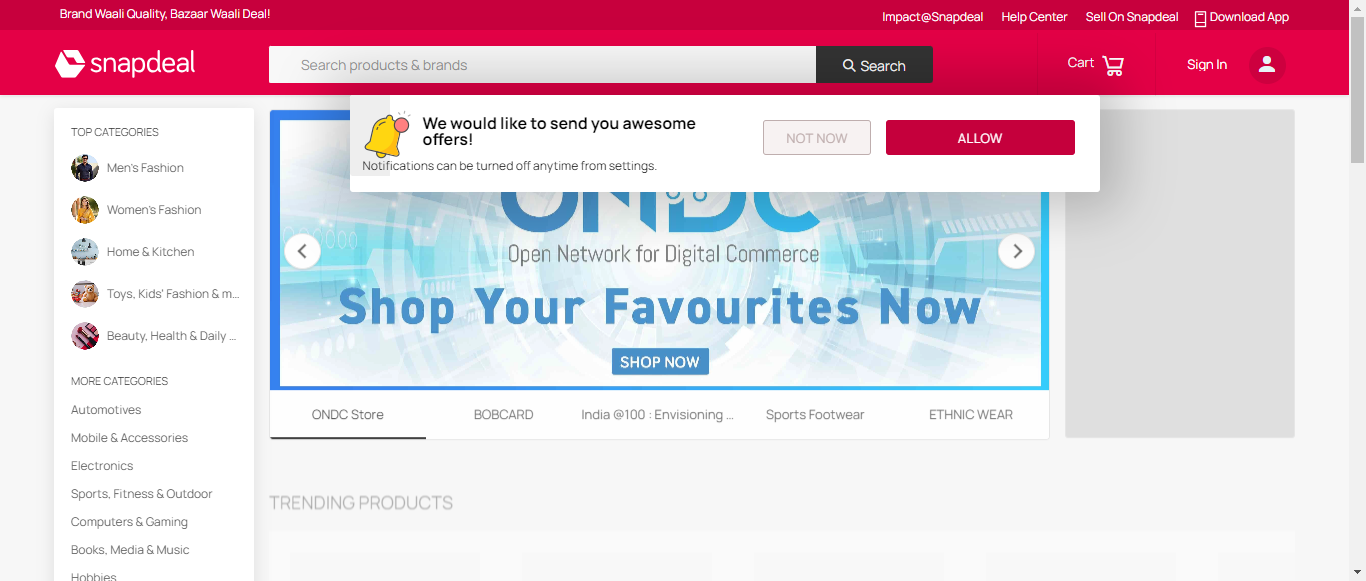 Brand Waali Quality, Bazaar Waali Deal!
Impact@Snapdeal Help Center Sell On Snapdeal Download App
snapdeal
Search products & brands
Search
Cart
Sign In
We would like to send you awesome
offers!
Notifications can be turned off anytime from settings.
NOT NOW
ALLOW
TOP CATEGORIES
Men's Fashion
Women's Fashion
Home & Kitchen
Toys, Kids' Fashion & m...
Beauty, Health & Daily ...
MORE CATEGORIES
Automotives
Mobile & Accessories
Electronics
Sports, Fitness & Outdoor
Computers & Gaming
Books, Media & Music
Hobbies
ONDC
Open Network for Digital Commerce
Shop Your Favourites Now
SHOP NOW
ONDC Store
BOBCARD
India @100 : Envisioning ...
Sports Footwear
ETHNIC WEAR
TRENDING PRODUCTS